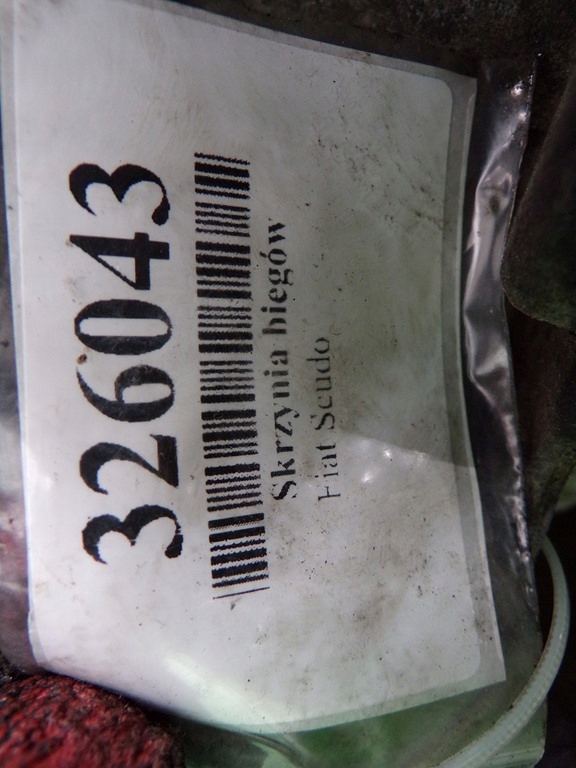 326043
Skrzynia biegów
Fiat Scudo